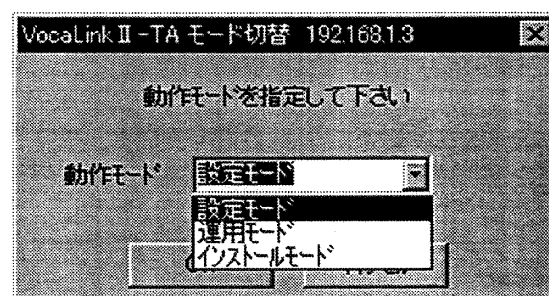 VocaLinkⅡ-TA モード切替 192.168.1.3
動作モードを指定して下さい
動作モード 設定モード
設定モード
運用モード
インストールモード